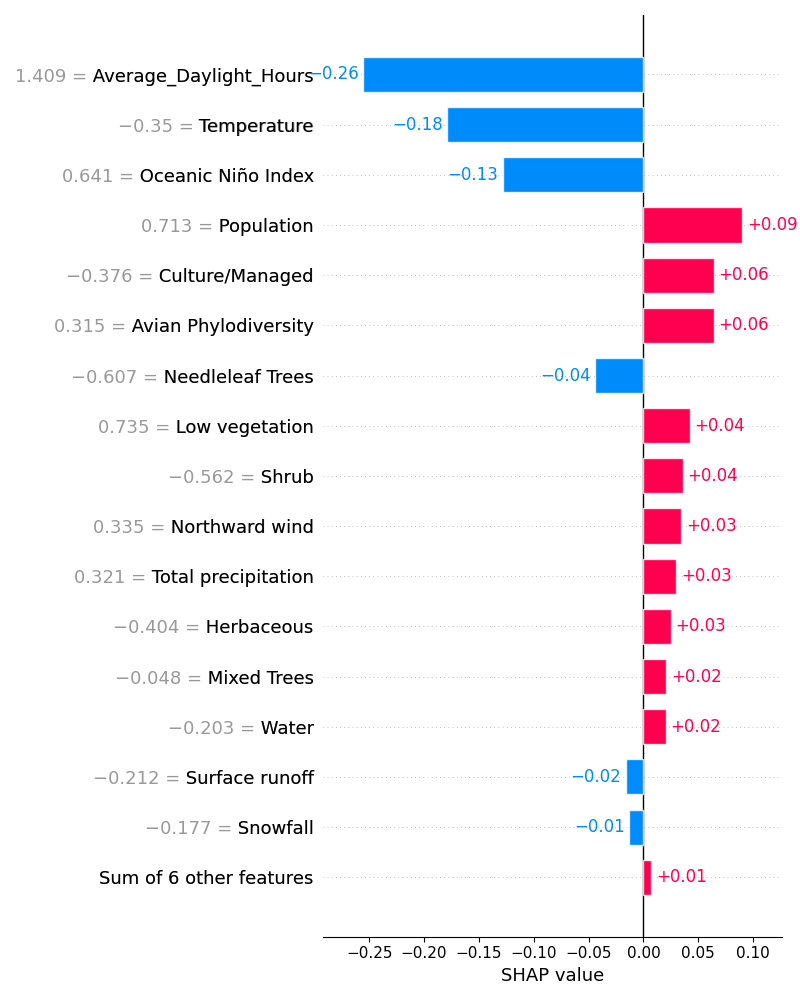 1.409 = Average_Daylight_Hours −0.26
−0.35 = Temperature −0.18
0.641 = Oceanic Niño Index −0.13
0.713 = Population +0.09
−0.376 = Culture/Managed +0.06
0.315 = Avian Phylodiversity +0.06
−0.607 = Needleleaf Trees −0.04
0.735 = Low vegetation +0.04
−0.562 = Shrub +0.04
0.335 = Northward wind +0.03
0.321 = Total precipitation +0.03
−0.404 = Herbaceous +0.03
−0.048 = Mixed Trees +0.02
−0.203 = Water +0.02
−0.212 = Surface runoff −0.02
−0.177 = Snowfall −0.01
Sum of 6 other features +0.01
−0.25 −0.20 −0.15 −0.10 −0.05 0.00 0.05 0.10
SHAP value